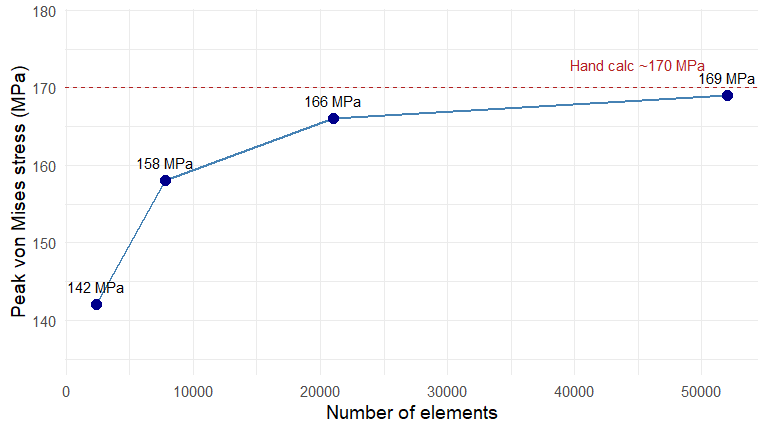 180
Hand calc ~170 MPa
169 MPa
170
166 MPa
160
158 MPa
150
142 MPa
140
Peak von Mises stress (MPa)
0 10000 20000 30000 40000 50000
Number of elements